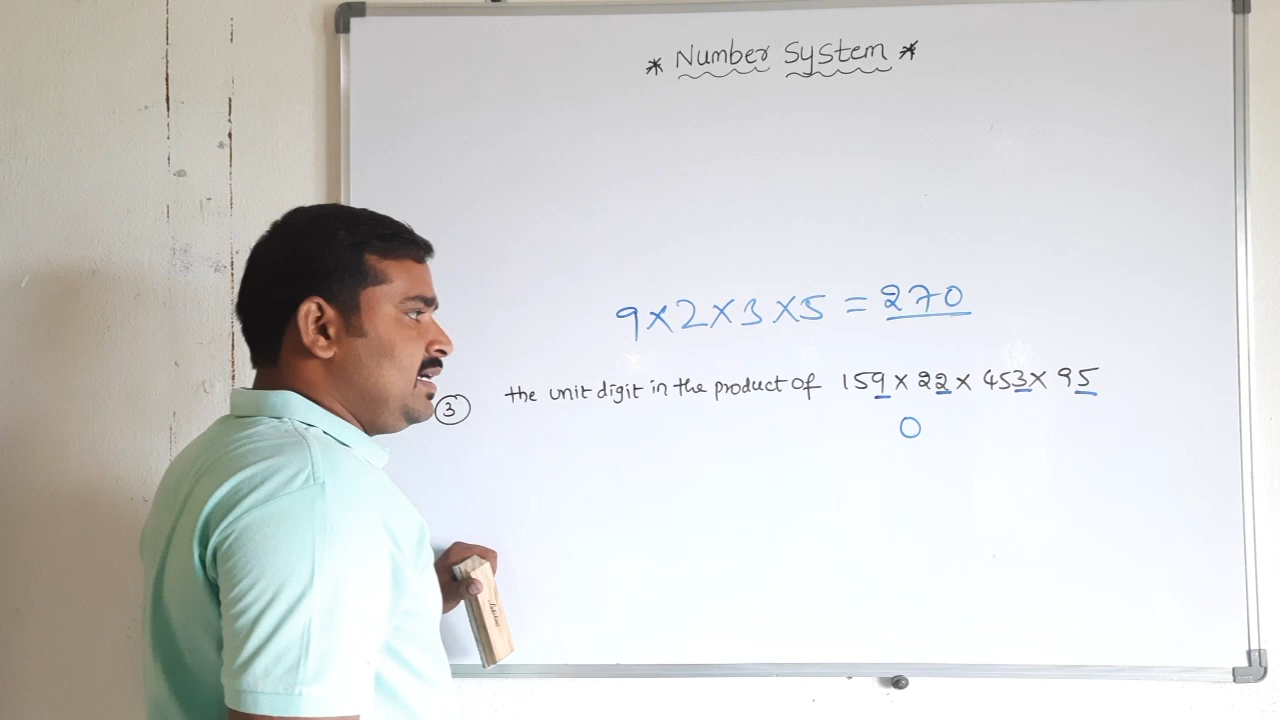 * Number System *
9×2×3×5 = 270
3 the unit digit in the product of 159 × 22 × 453 × 95
0